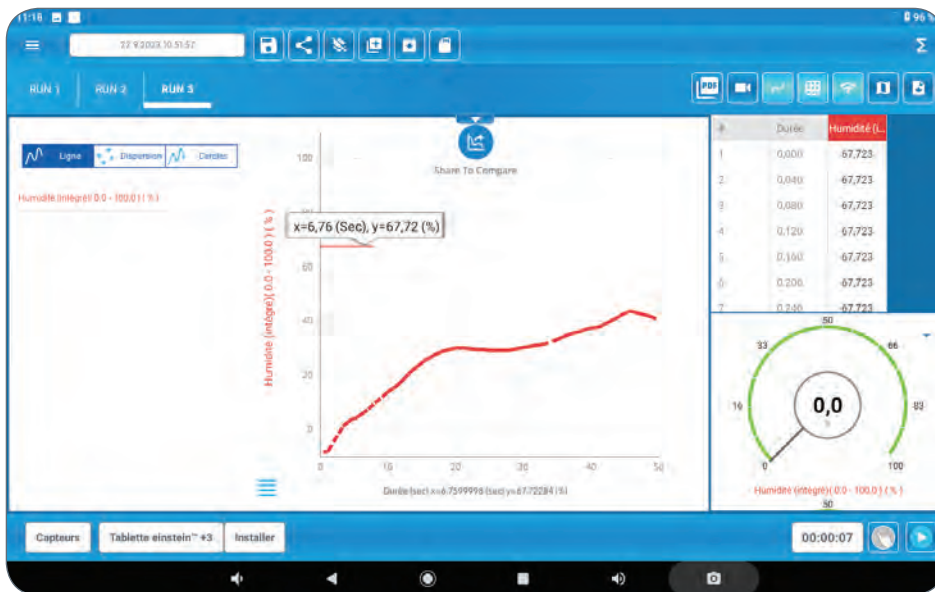 11:16
96 %
22.9.2023 10.51.57
Σ
RUN 1
RUN 2
RUN 3
PDF
Ligne
Dispersion
Cercles
Humidité (intégré)( 0.0 - 100.0 ) ( % )
Share To Compare
x=6,76 (Sec), y=67,72 (%)
Humidité (intégré)( 0.0 - 100.0 ) ( % )
100
60
40
20
0
0
20
30
40
50
Durée (sec) x=6.7599998 (sec) y=67.72284 ( % )
# Durée Humidité (i...
1 0,000 67,723
2 0,040 67,723
3 0,080 67,723
4 0,120 67,723
5 0,160 67,723
6 0,200 67,723
7 0,240 67,723
50
33
66
16
83
0,0
%
0
100
Humidité (intégré)( 0.0 - 100.0 ) ( % )
50
Capteurs
Tablette einstein™ +3
Installer
00:00:07